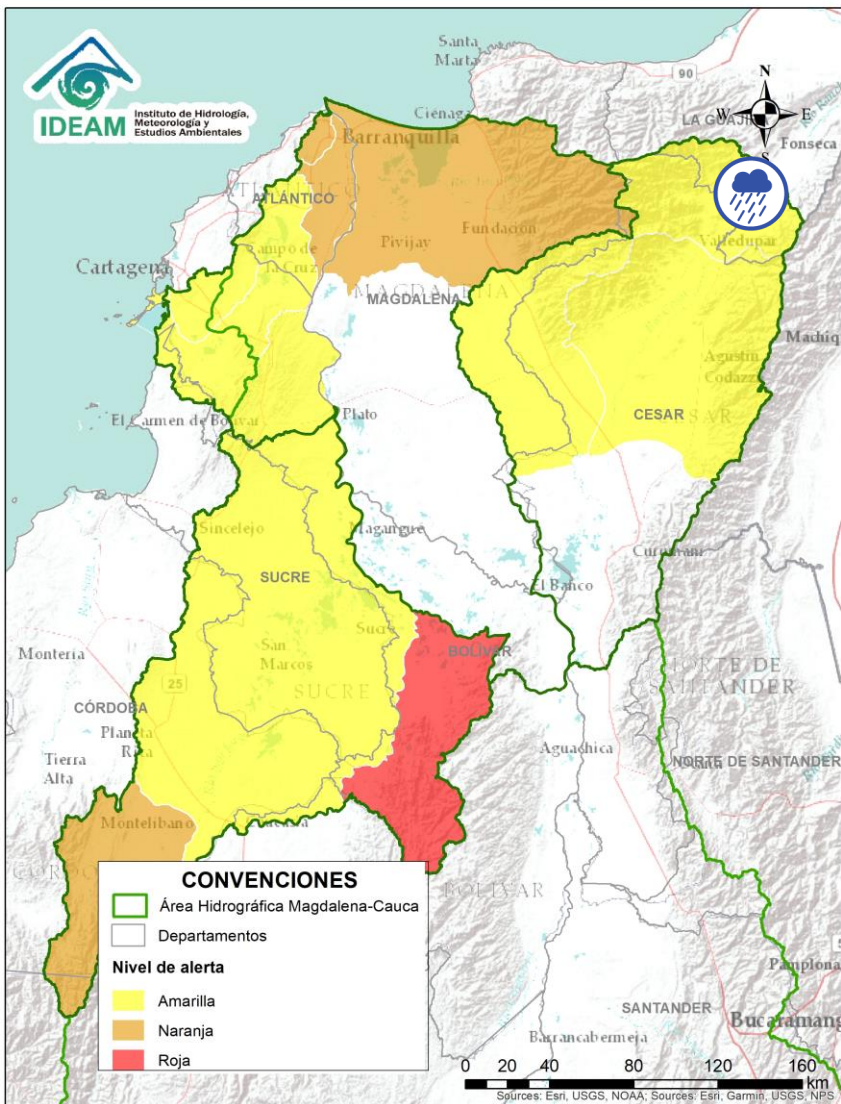 IDEAM
Instituto de Hidrología,
Meteorología y
Estudios Ambientales
Santa
Marta
90
N
W
E
S
LA GUAJI
Ciénaga
Fonseca
Barranquilla
ATLÁNTICO
Pivijay
Fundación
Valledupar
Cartagena
Campo de
la Cruz
MAGDALENA
Machiq
Agustín
Codazzi
El Carmen de Bolívar
Plato
CESAR
Sincelejo
Magangue
SUCRE
El Banco
Sucre
San
Marcos
BOLÍVAR
Montería
NORTE DE
SANTANDER
25
SUCRE
CÓRDOBA
Planeta
Rica
Tierra
Alta
Aguachica
NORTE DE SANTANDER
Montelibano
BOLÍVAR
CONVENCIONES
Área Hidrográfica Magdalena-Cauca
Departamentos
Nivel de alerta
Amarilla
Naranja
Roja
Pamplona
SANTANDER
Bucaramang
Barrancabermeja
0 20 40 80 120 160
km
Sources: Esri, USGS, NOAA; Sources: Esri, Garmin, USGS, NPS